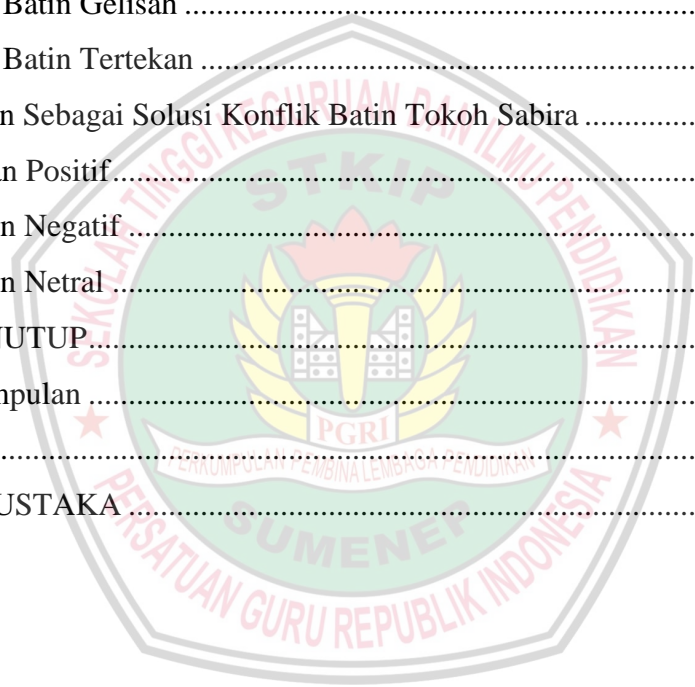 Batin Gelisah ..............................................................
Batin Tertekan ............................................................
n Sebagai Solusi Konflik Batin Tokoh Sabira ..............
n Positif ........................................................................
n Negatif ......................................................................
n Netral ........................................................................
UTUP ...........................................................................
npulan ..........................................................................
........................................................................................
USTAKA .....................................................................
SEKOLAH TINGGI KEGURUAN DAN ILMU PENDIDIKAN
STKIP
PGRI
PERKUMPULAN PEMBINA LEMBAGA PENDIDIKAN
SUMENEP
PERSATUAN GURU REPUBLIK INDONESIA